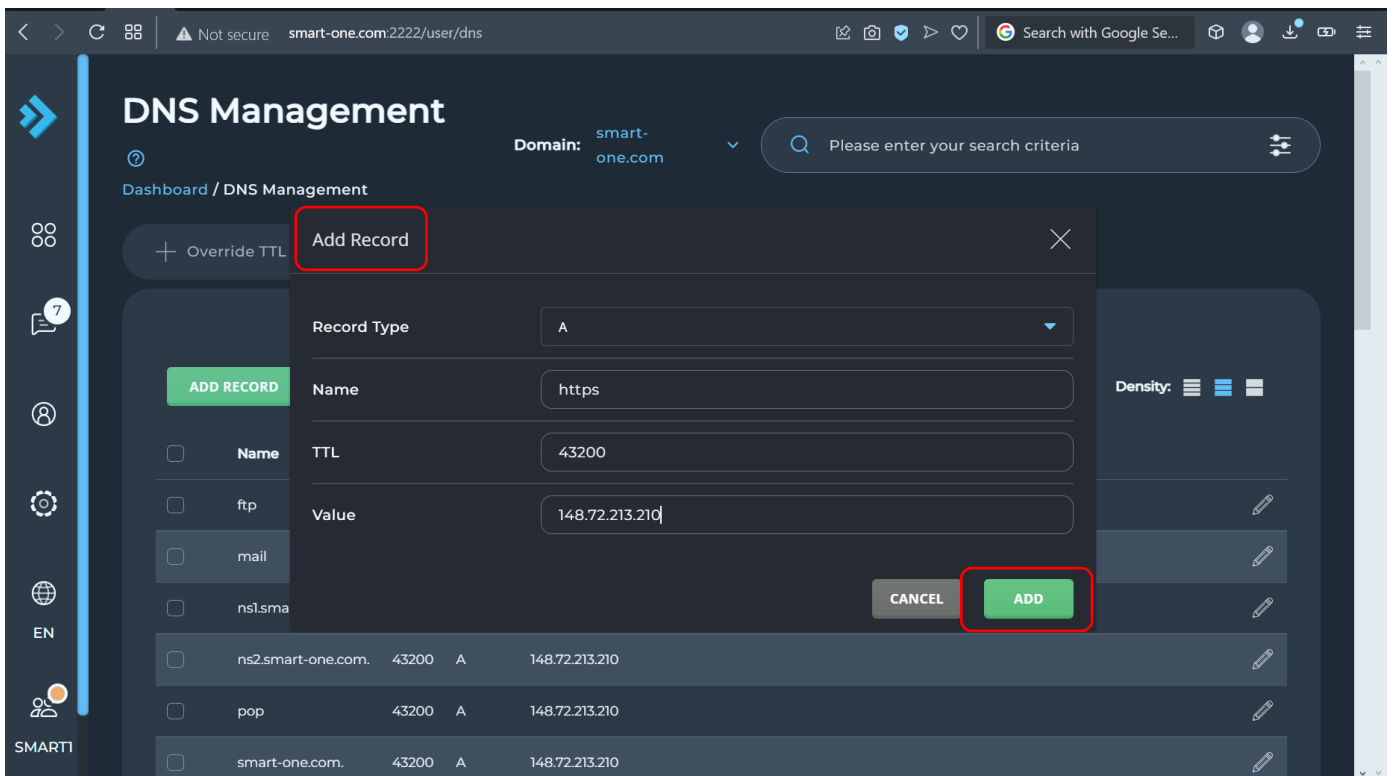 Not secure smart-one.com:2222/user/dns Search with Google Se...
DNS Management
Domain: smart-
one.com
Please enter your search criteria
Dashboard / DNS Management
Override TTL
Add Record
7
Record Type A
ADD RECORD
Name https
Density:
Name
TTL 43200
ftp
Value 148.72.213.210
mail
CANCEL ADD
ns1.sma
EN
ns2.smart-one.com. 43200 A 148.72.213.210
pop 43200 A 148.72.213.210
SMART1
smart-one.com. 43200 A 148.72.213.210